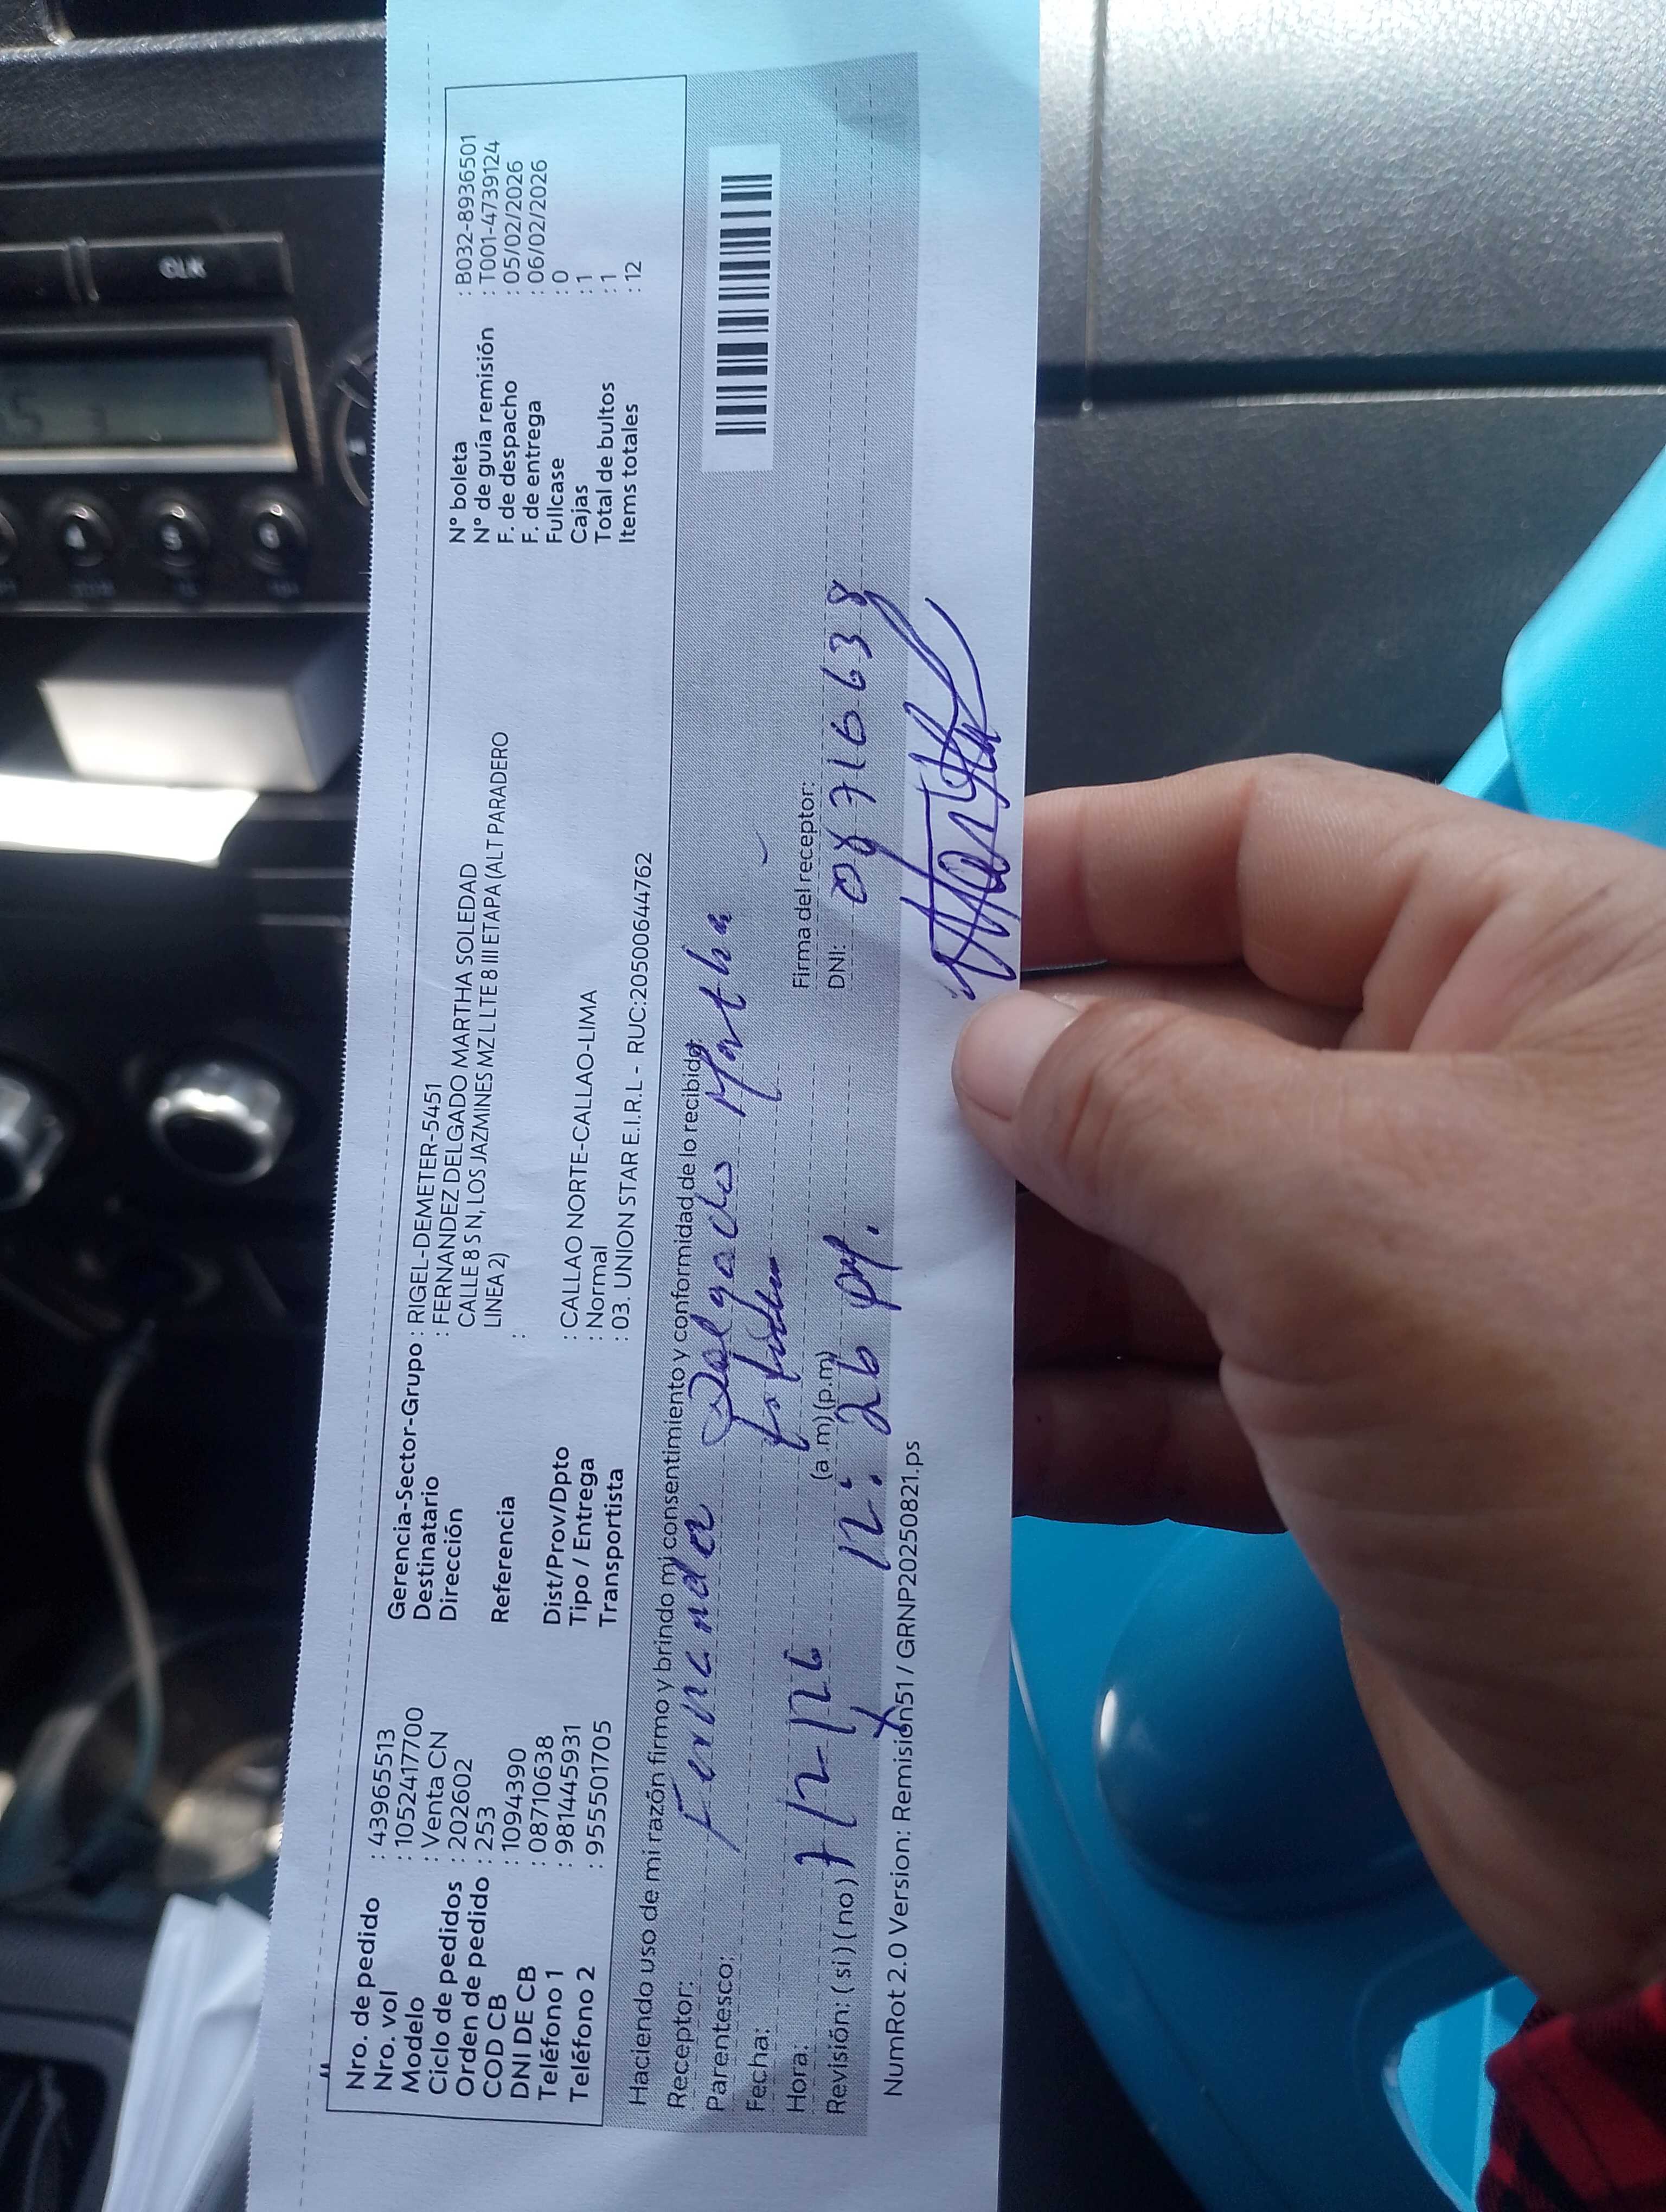 Nro. de pedido : 43965513
Nro. vol : 1052417700
Modelo : Venta CN
Ciclo de pedidos : 202602
Orden de pedido : 253
COD CB : 1094390
DNI DE CB : 08710638
Teléfono 1 : 981445931
Teléfono 2 : 955501705
Gerencia-Sector-Grupo : RIGEL-DEMETER-5451
Destinatario : FERNANDEZ DELGADO MARTHA SOLEDAD
Dirección CALLE 8 S N, LOS JAZMINES MZ L LTE 8 III ETAPA (ALT PARADERO
LINEA 2)
Referencia :
Dist/Prov/Dpto : CALLAO NORTE-CALLAO-LIMA
Tipo / Entrega : Normal
Transportista : 03. UNION STAR E.I.R.L - RUC:20500644762
N° boleta : B032-8936501
N° de guía remisión : T001-4739124
F. de despacho : 05/02/2026
F. de entrega : 06/02/2026
Fullcase : 0
Cajas : 1
Total de bultos : 1
Items totales : 12
Haciendo uso de mi razón firmo y brindo mi consentimiento y conformidad de lo recibido
Receptor: Delgado Martha
Parentesco:
Fecha: 7/2/26
Hora: (a.m)(p.m) 12:26 pm.
Firma del receptor:
Revisión: (si)(no)
DNI:
NumRot 2.0 Version: Remision51 / GRNP20250821.ps
CLK
4
5
6